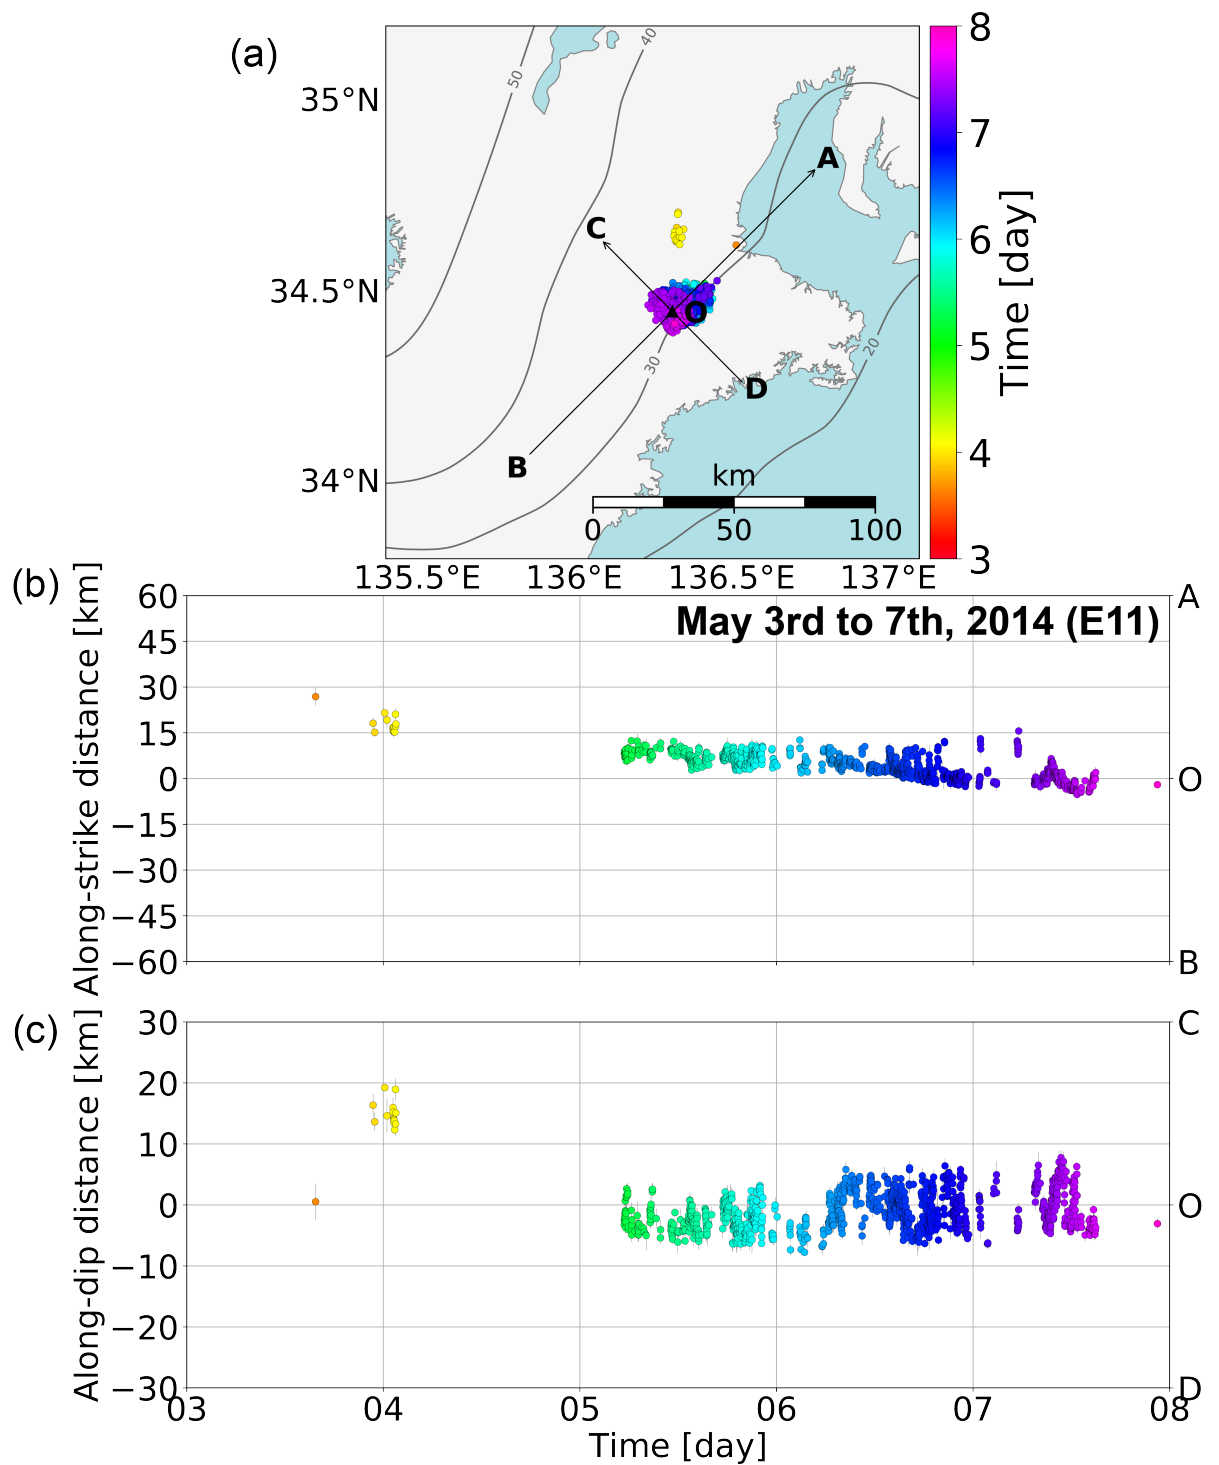 (a)
35°N
34.5°N
34°N
135.5°E
136°E
136.5°E
137°E
50
40
30
20
A
C
O
D
B
km
0
50
100
8
7
6
5
4
3
Time [day]
(b)
May 3rd to 7th, 2014 (E11)
Along-strike distance [km]
60
45
30
15
0
−15
−30
−45
−60
A
O
B
(c)
Along-dip distance [km]
30
20
10
0
−10
−20
−30
C
O
D
03
04
05
06
07
08
Time [day]